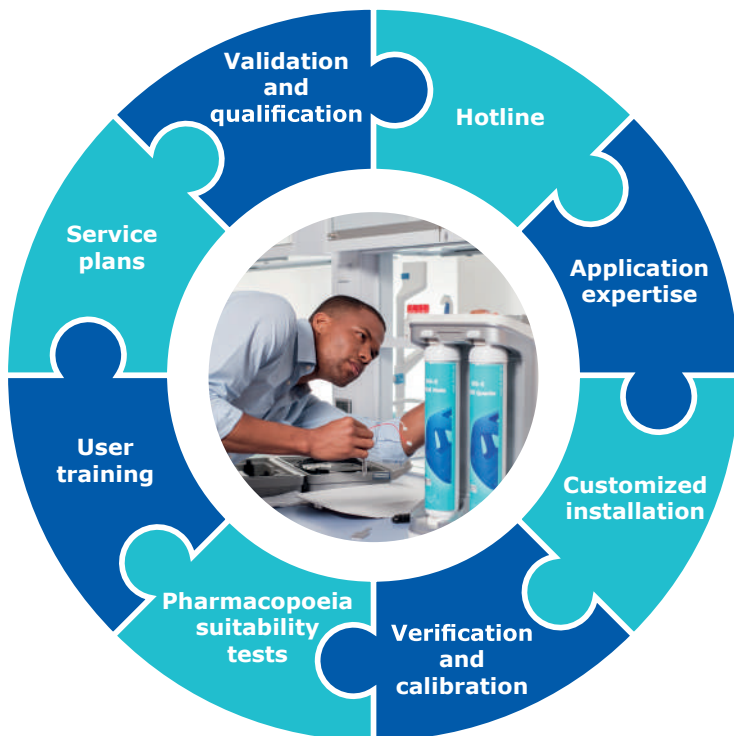 Validation
and
qualification
Hotline
Application
expertise
Customized
installation
Verification
and
calibration
Pharmacopoeia
suitability
tests
User
training
Service
plans